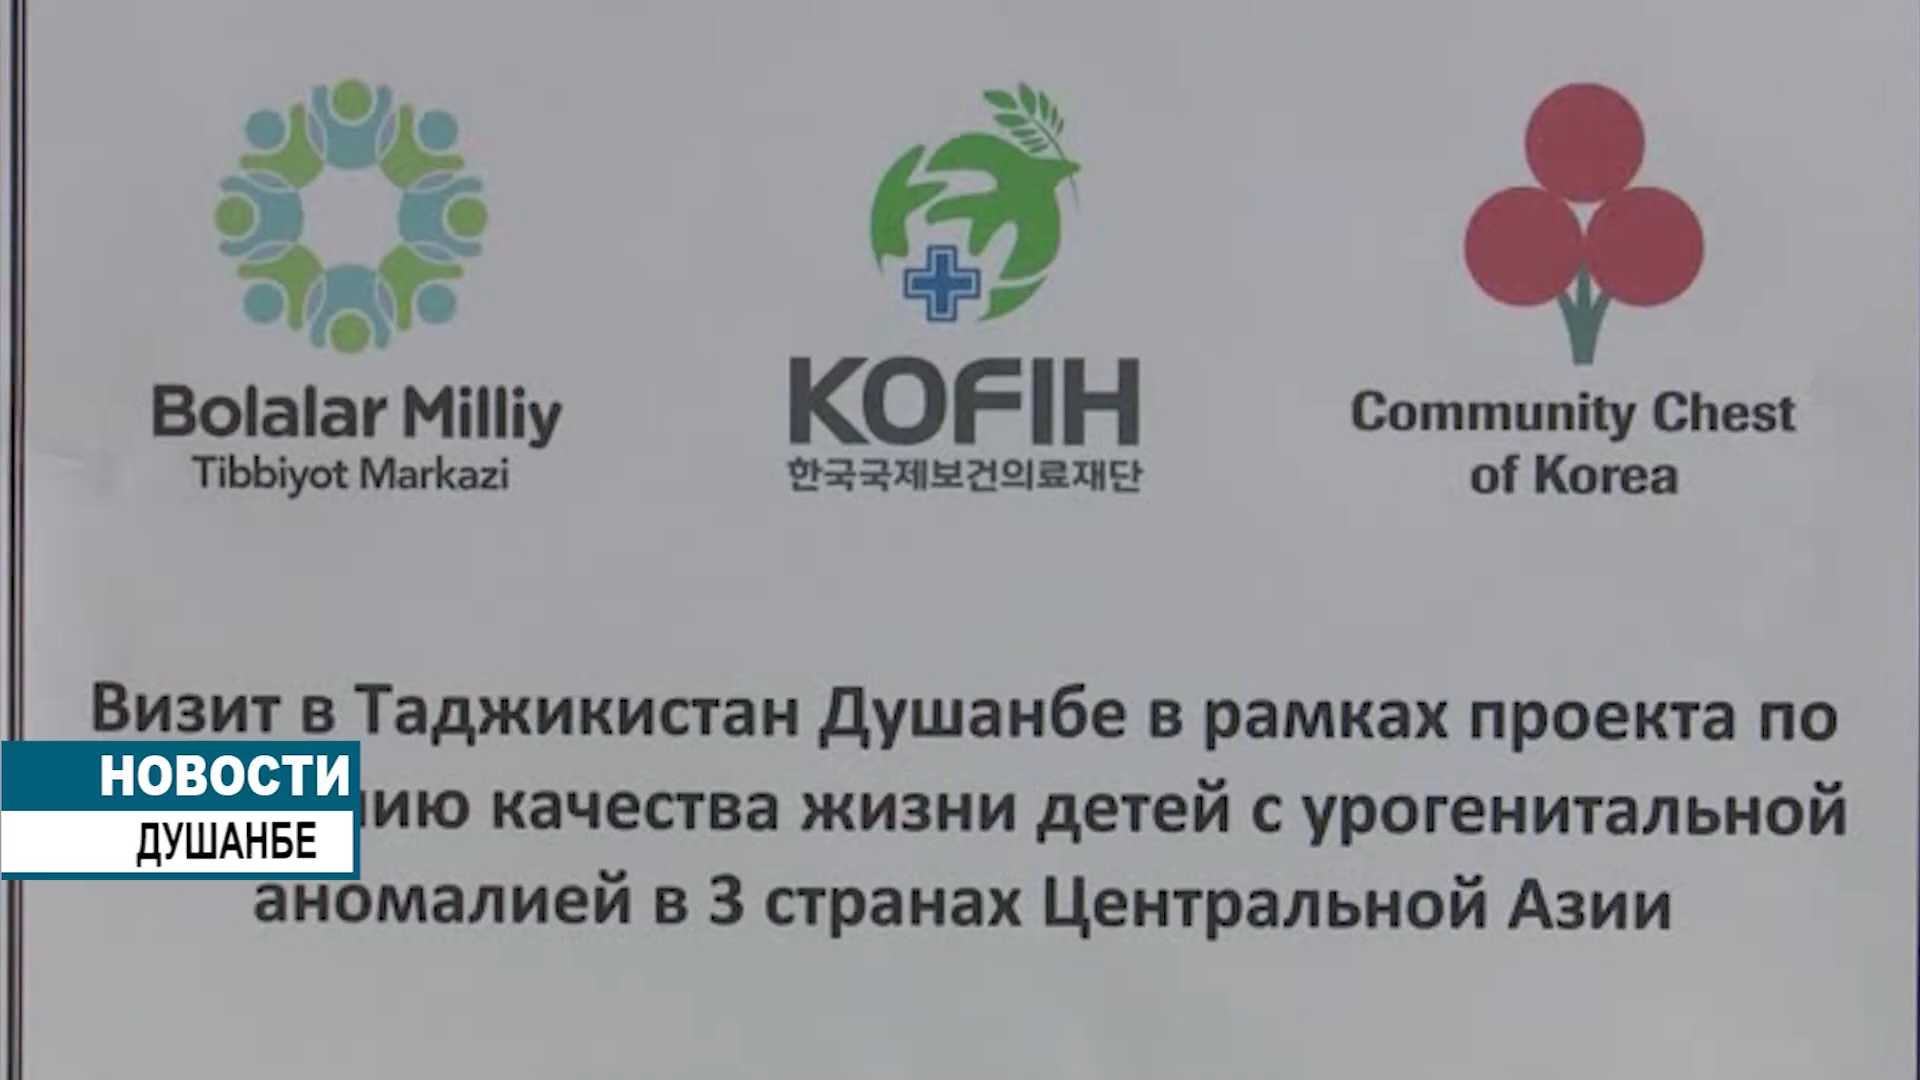 Bolalar Milliy
Tibbiyot Markazi
KOFIH
한국국제보건의료재단
Community Chest
of Korea
Визит в Таджикистан Душанбе в рамках проекта по
качества жизни детей с урогенитальной
аномалией в 3 странах Центральной Азии
НОВОСТИ
ДУШАНБЕ